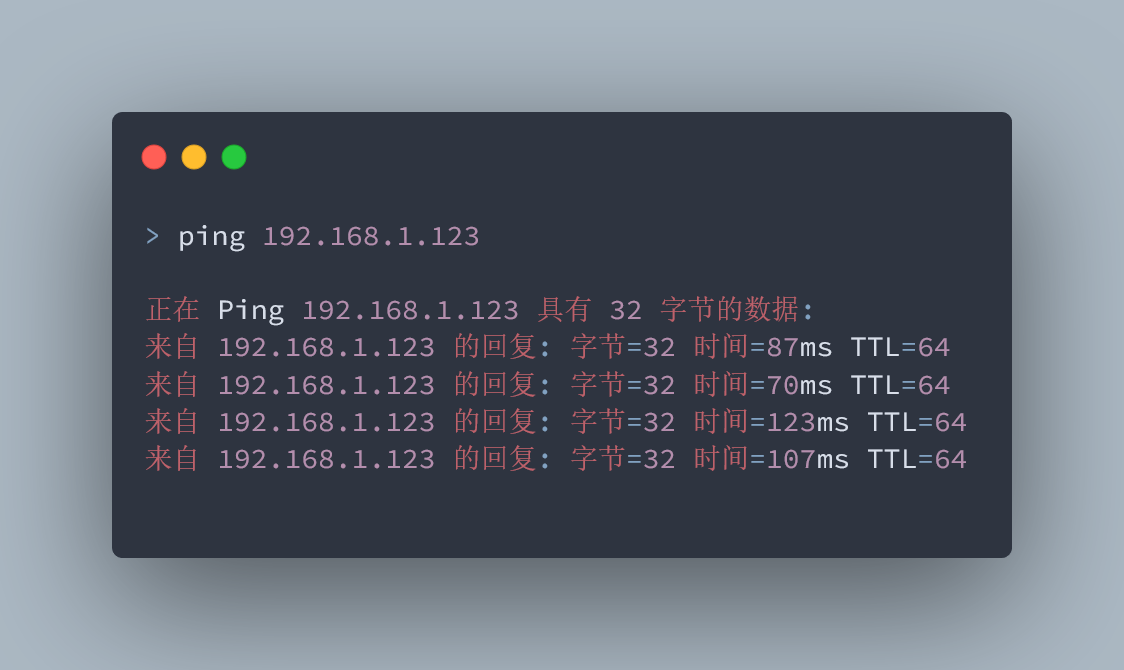 > ping 192.168.1.123
正在 Ping 192.168.1.123 具有 32 字节的数据:
来自 192.168.1.123 的回复: 字节=32 时间=87ms TTL=64
来自 192.168.1.123 的回复: 字节=32 时间=70ms TTL=64
来自 192.168.1.123 的回复: 字节=32 时间=123ms TTL=64
来自 192.168.1.123 的回复: 字节=32 时间=107ms TTL=64